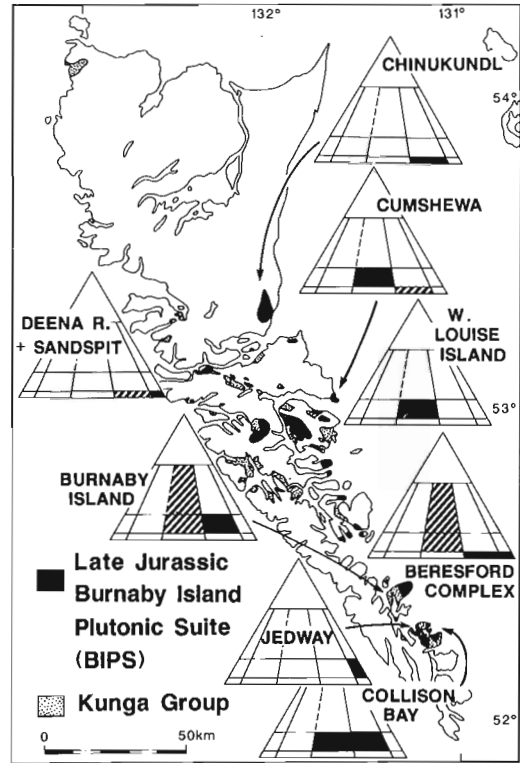 132°
131°
CHINUKUNDL
54°
CUMSHEWA
DEENA R.
+ SANDSPIT
W.
LOUISE
ISLAND
53°
BURNABY
ISLAND
BERESFORD
COMPLEX
Late Jurassic
Burnaby Island
Plutonic Suite
(BIPS)
JEDWAY
Kunga Group
COLLISON
BAY
52°
0
50km